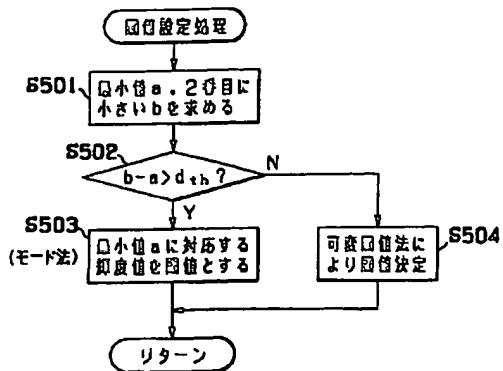 閾値設定処理
S501
最小値a,2番目に
小さいbを求める
S502
b-a>dth?
N
Y
S503
(モード法)
最小値aに対応する
輝度値を閾値とする
可変閾値法に
より閾値決定
S504
リターン